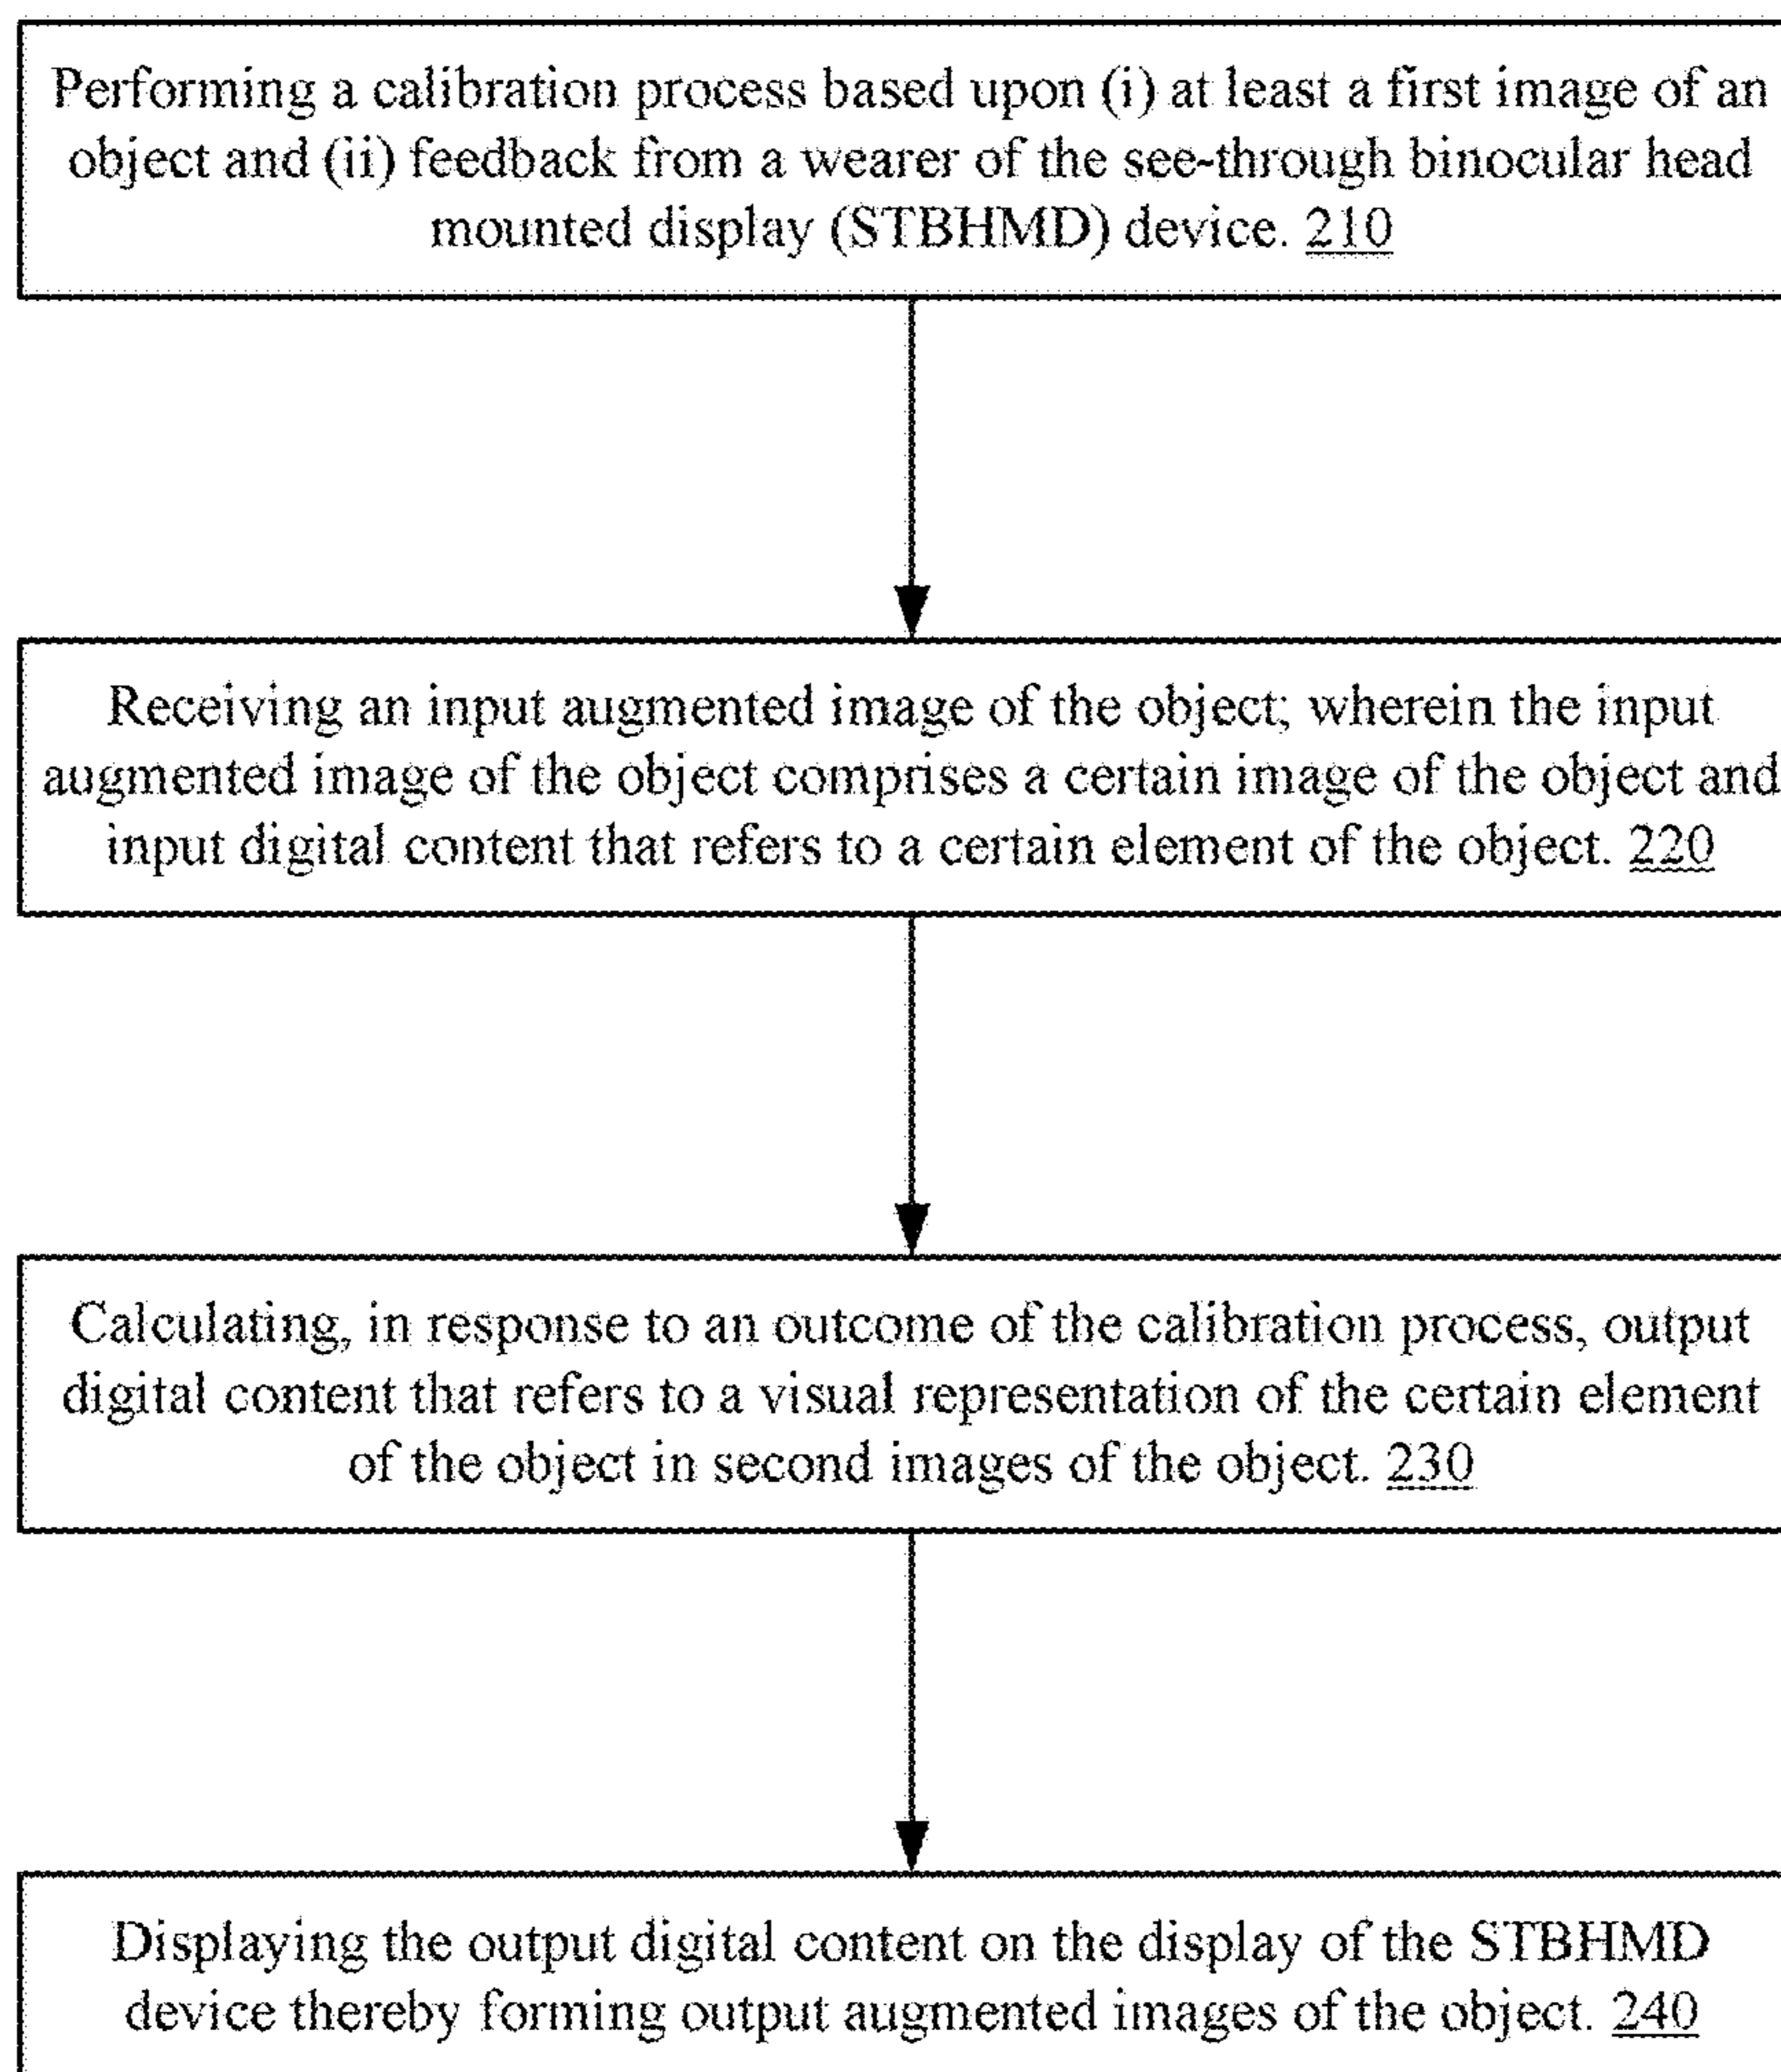 Performing a calibration process based upon (i) at least a first image of an
object and (ii) feedback from a wearer of the see-through binocular head
mounted display (STBHMD) device. 210
Receiving an input augmented image of the object; wherein the input
augmented image of the object comprises a certain image of the object and
input digital content that refers to a certain element of the object. 220
Calculating, in response to an outcome of the calibration process, output
digital content that refers to a visual representation of the certain element
of the object in second images of the object. 230
Displaying the output digital content on the display of the STBHMD
device thereby forming output augmented images of the object. 240